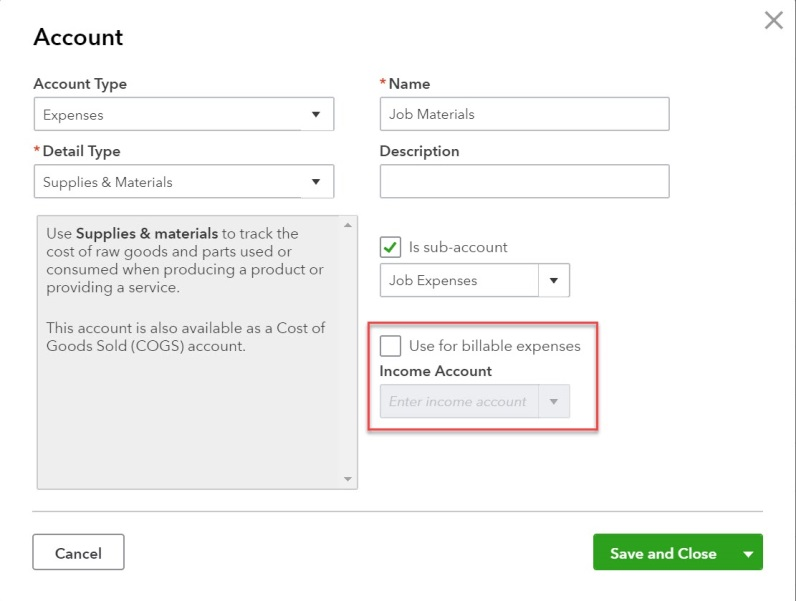 Account
Account Type
Expenses
* Detail Type
Supplies & Materials
Use Supplies & materials to track the
cost of raw goods and parts used or
consumed when producing a product or
providing a service.
This account is also available as a Cost of
Goods Sold (COGS) account.
* Name
Job Materials
Description
Is sub-account
Job Expenses
Use for billable expenses
Income Account
Enter income account
Cancel
Save and Close